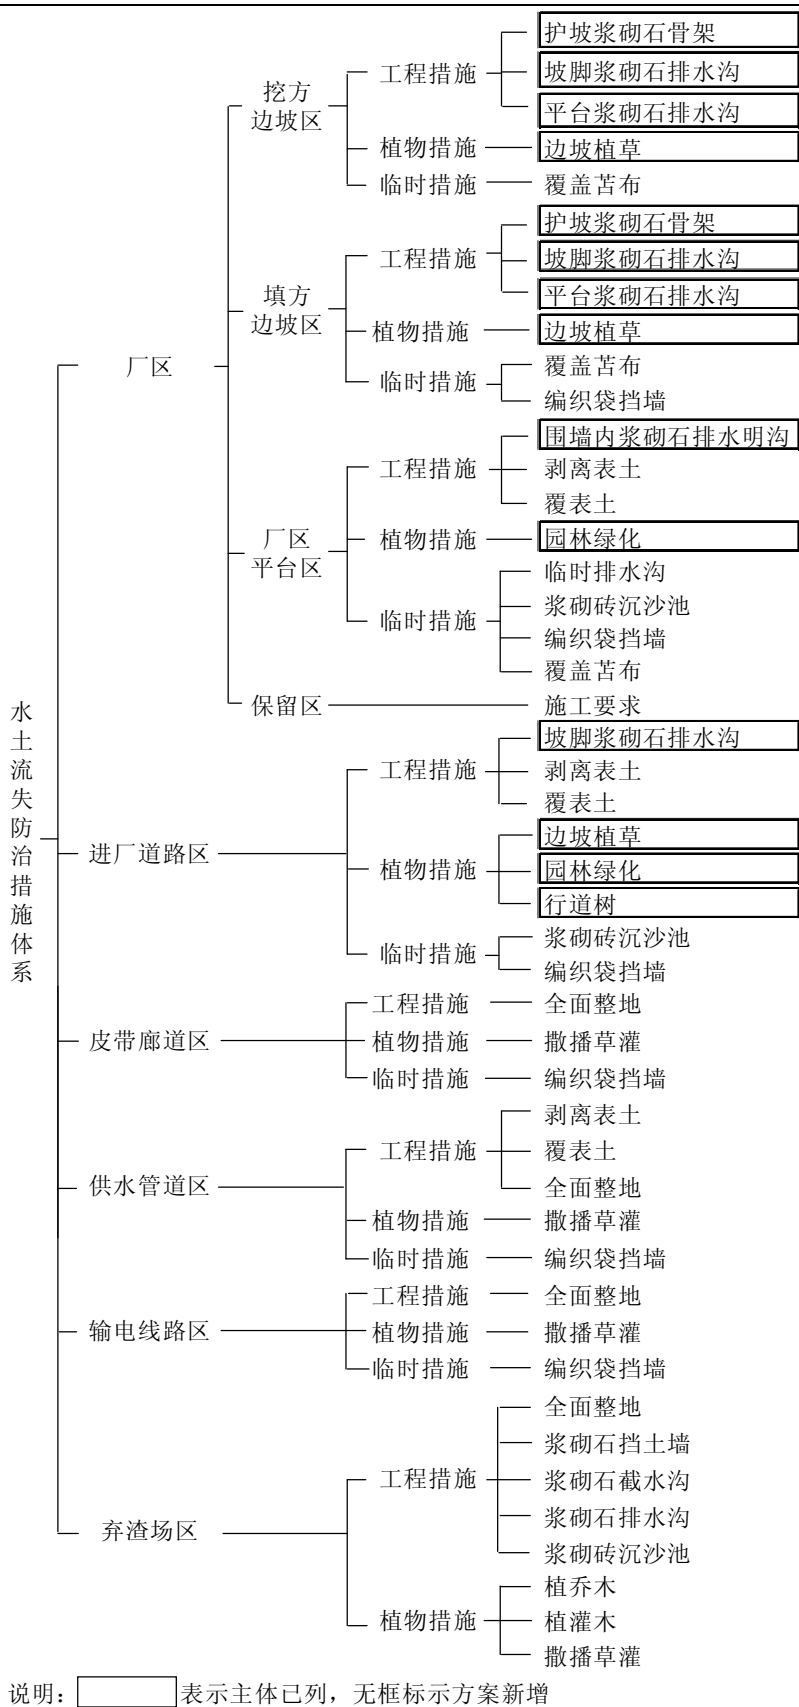 水土流失防治措施体系
厂区
挖方
边坡区
工程措施
护坡浆砌石骨架
坡脚浆砌石排水沟
平台浆砌石排水沟
植物措施
边坡植草
临时措施
覆盖苫布
填方
边坡区
工程措施
护坡浆砌石骨架
坡脚浆砌石排水沟
平台浆砌石排水沟
植物措施
边坡植草
临时措施
覆盖苫布
编织袋挡墙
厂区
平台区
工程措施
围墙内浆砌石排水明沟
剥离表土
覆表土
植物措施
园林绿化
临时措施
临时排水沟
浆砌砖沉沙池
编织袋挡墙
覆盖苫布
保留区
施工要求
进厂道路区
工程措施
坡脚浆砌石排水沟
剥离表土
覆表土
植物措施
边坡植草
园林绿化
行道树
临时措施
浆砌砖沉沙池
编织袋挡墙
皮带廊道区
工程措施
全面整地
植物措施
撒播草灌
临时措施
编织袋挡墙
供水管道区
工程措施
剥离表土
覆表土
全面整地
植物措施
撒播草灌
临时措施
编织袋挡墙
输电线路区
工程措施
全面整地
植物措施
撒播草灌
临时措施
编织袋挡墙
弃渣场区
工程措施
全面整地
浆砌石挡土墙
浆砌石截水沟
浆砌石排水沟
浆砌砖沉沙池
植物措施
植乔木
植灌木
撒播草灌
说明：表示主体已列，无框标示方案新增